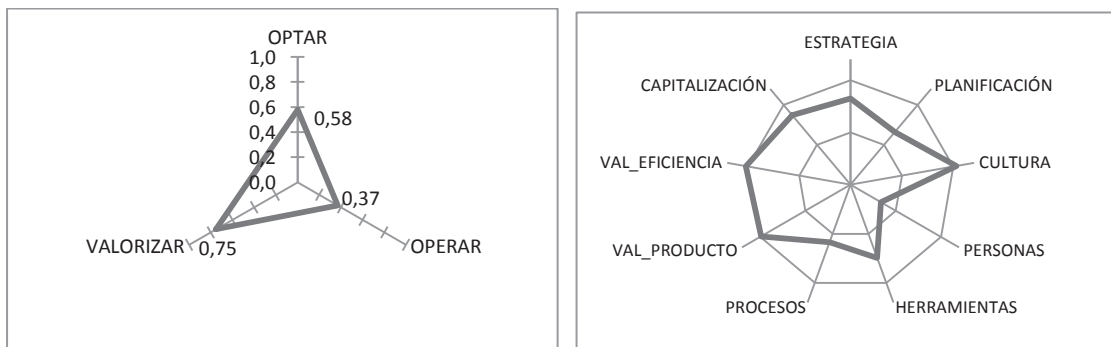 OPTAR
1,0
0,8
0,6
0,4
0,2
0,0
0,58
0,37
0,75
VALORIZAR
OPERAR
ESTRATEGIA
CAPITALIZACIÓN
PLANIFICACIÓN
VAL_EFICIENCIA
CULTURA
VAL_PRODUCTO
PERSONAS
PROCESOS
HERRAMIENTAS